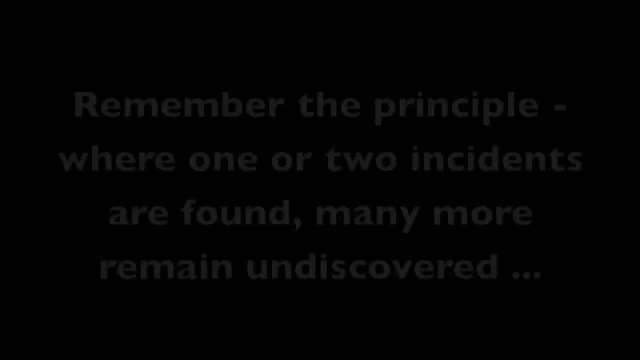 Remember the principle -
where one or two incidents
are found, many more
remain undiscovered ...